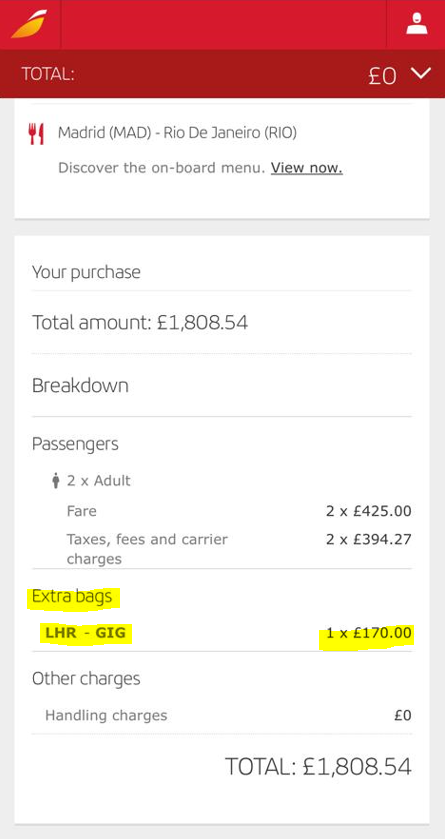 TOTAL: £0
Madrid (MAD) - Rio De Janeiro (RIO)
Discover the on-board menu. View now.
Your purchase
Total amount: £1,808.54
Breakdown
Passengers
2 x Adult
Fare 2 x £425.00
Taxes, fees and carrier 2 x £394.27
charges
Extra bags
LHR - GIG 1 x £170.00
Other charges
Handling charges £0
TOTAL: £1,808.54